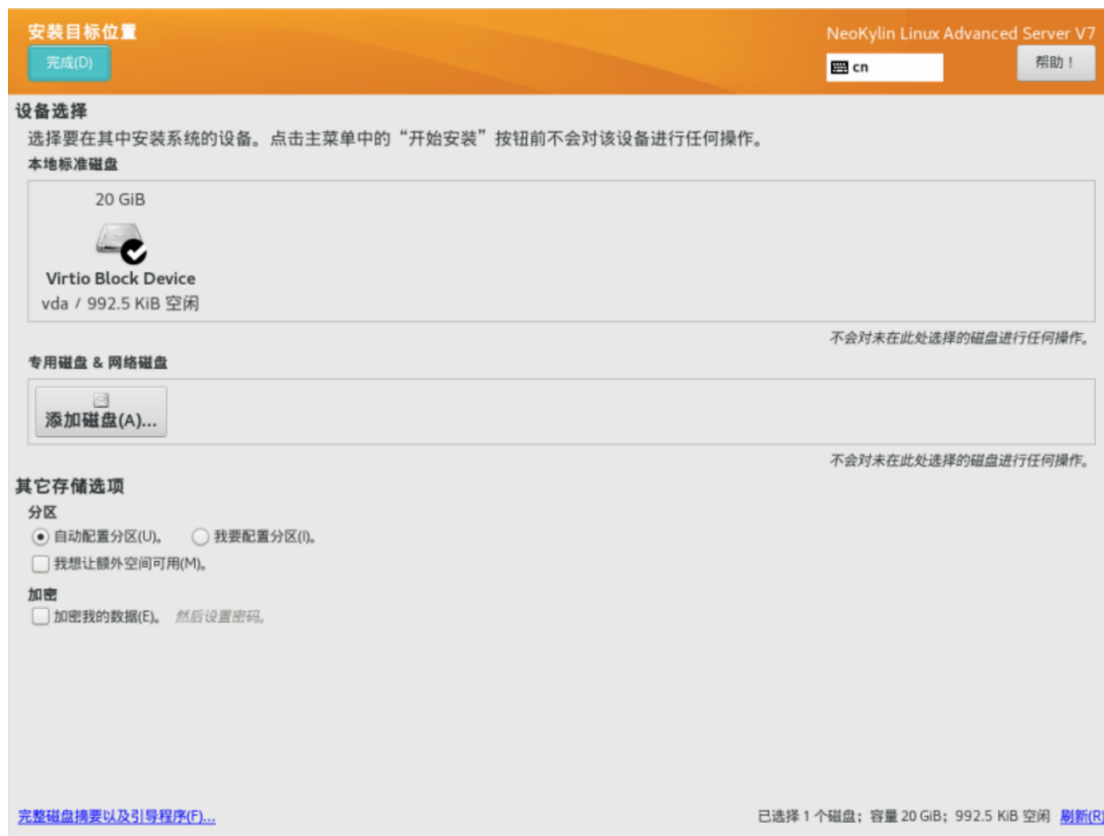 安装目标位置
NeoKylin Linux Advanced Server V7
完成(D)
cn
帮助！
设备选择
选择要在其中安装系统的设备。点击主菜单中的“开始安装”按钮前不会对该设备进行任何操作。
本地标准磁盘
20 GiB
Virtio Block Device
vda / 992.5 KiB 空闲
不会对未在此处选择的磁盘进行任何操作。
专用磁盘 & 网络磁盘
添加磁盘(A)...
不会对未在此处选择的磁盘进行任何操作。
其它存储选项
分区
自动配置分区(U)。 我要配置分区(I)。
我想让额外空间可用(M)。
加密
加密我的数据(E)。 然后设置密码。
完整磁盘摘要以及引导程序(F)... 已选择 1 个磁盘；容量 20 GiB；992.5 KiB 空闲 刷新(R)